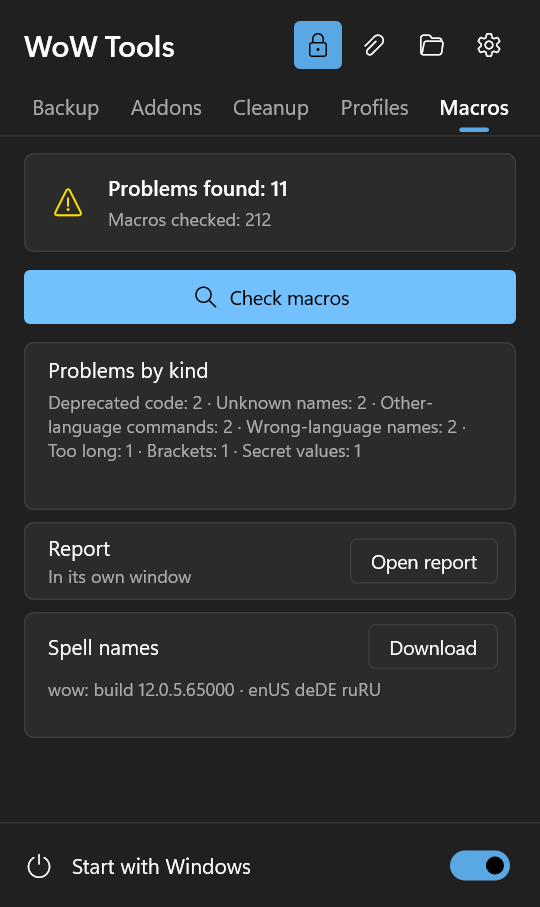 WoW Tools
Backup Addons Cleanup Profiles Macros
Problems found: 11
Macros checked: 212
Check macros
Problems by kind
Deprecated code: 2 · Unknown names: 2 · Other-
language commands: 2 · Wrong-language names: 2 ·
Too long: 1 · Brackets: 1 · Secret values: 1
Report
In its own window
Open report
Spell names
Download
wow: build 12.0.5.65000 · enUS deDE ruRU
Start with Windows